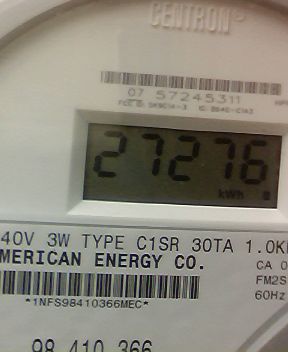 CENTRON®
07 57245311
27276
kWh
40V 3W TYPE C1SR 30TA 1.0K
MERICAN ENERGY CO.
CA 0
FM2S
60Hz
*1NFS98410366MEC*
98 410 366